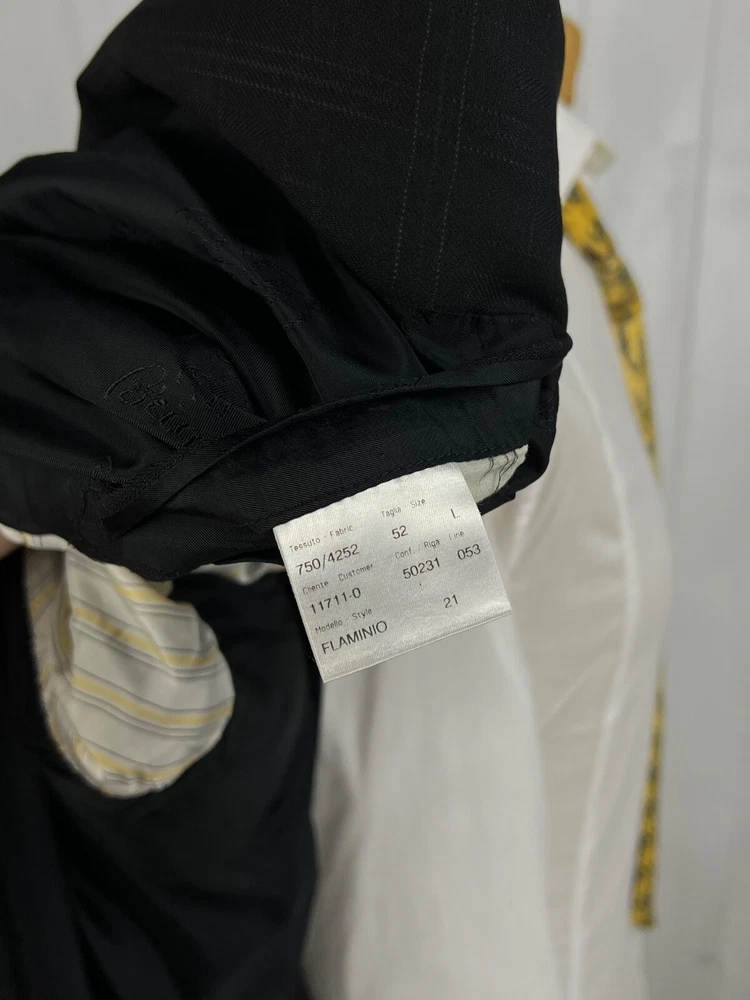 Tessuto - Fabric Taglia Size
750/4252 52 L
Cliente Customer Conf. Riga Line
11711-0 50231 053
Modello Style
FLAMINIO 21